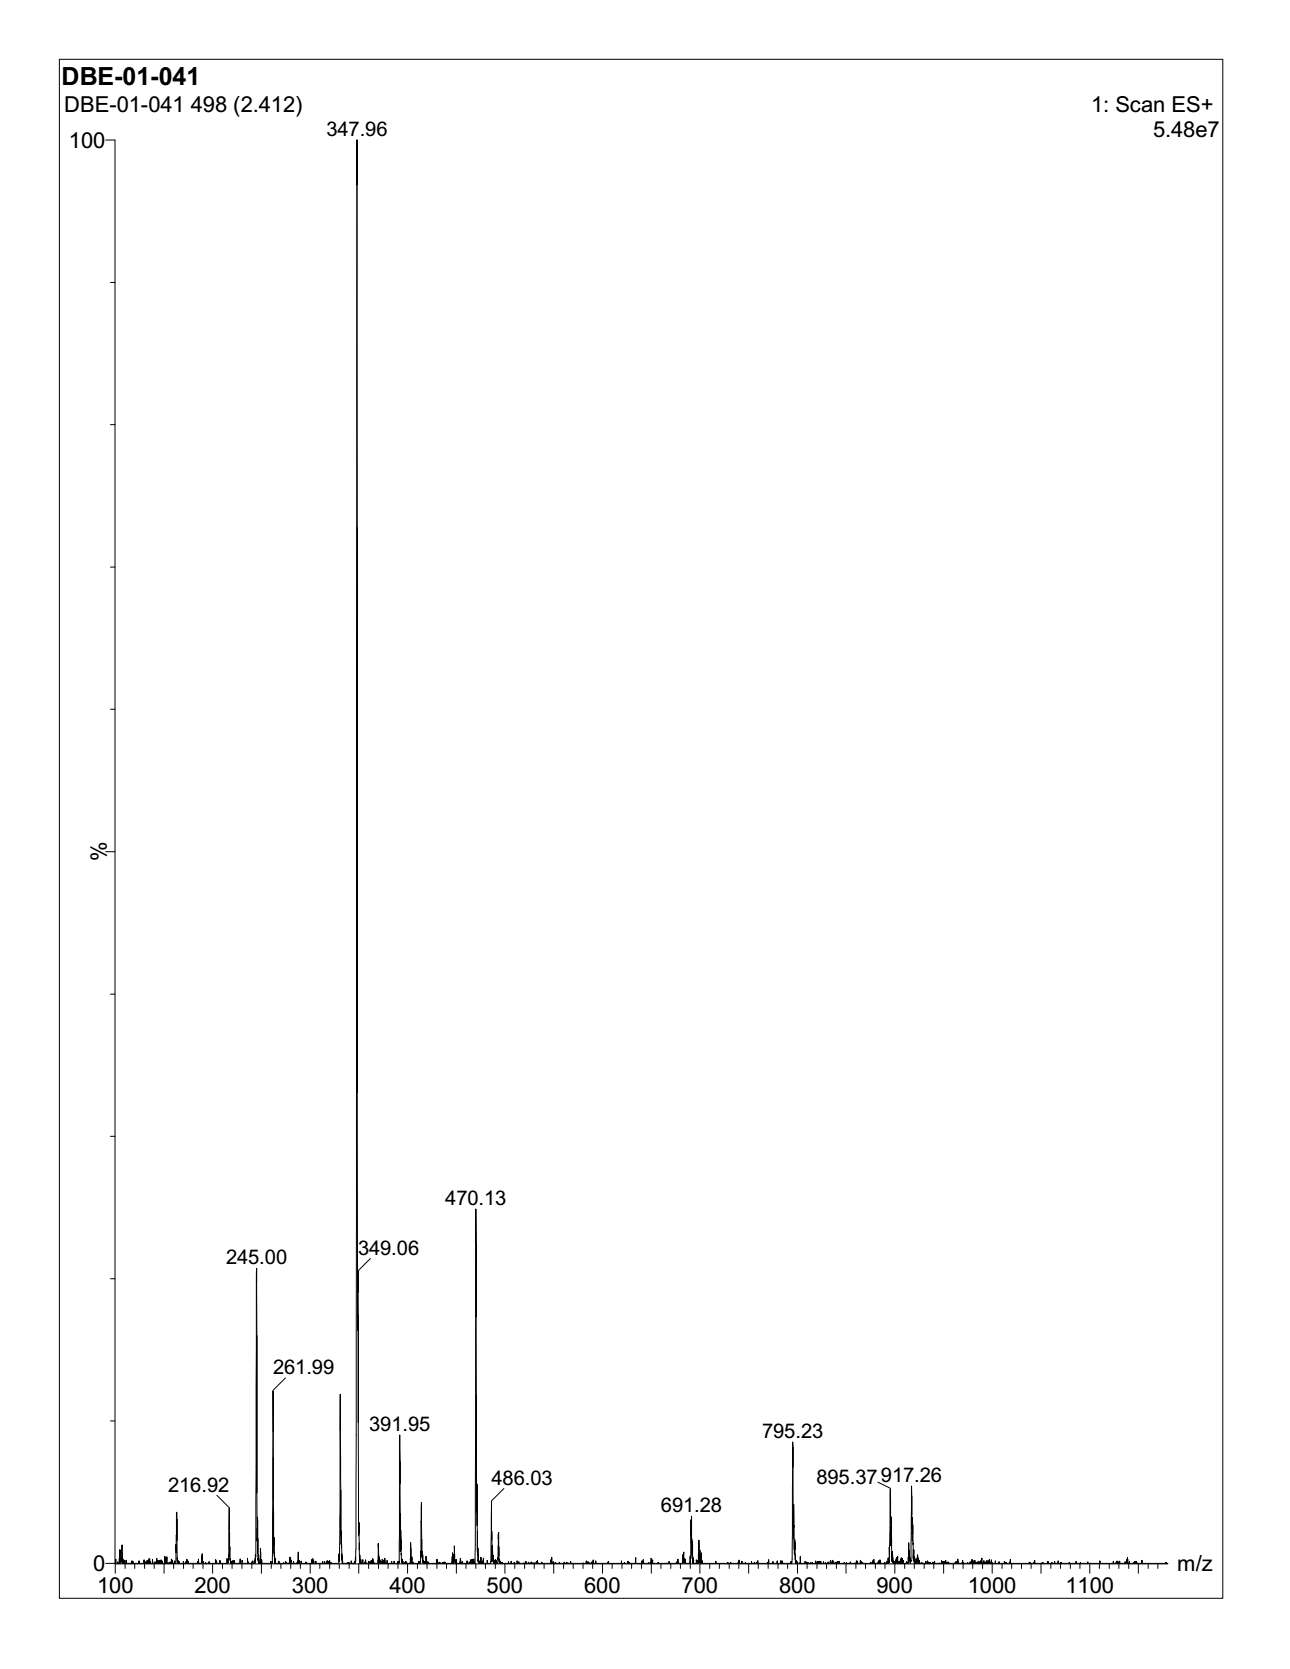 DBE-01-041
DBE-01-041 498 (2.412)
1: Scan ES+
5.48e7
347.96
100
%
470.13
349.06
245.00
261.99
391.95
795.23
486.03
216.92
895.37
917.26
691.28
0
m/z
100 200 300 400 500 600 700 800 900 1000 1100